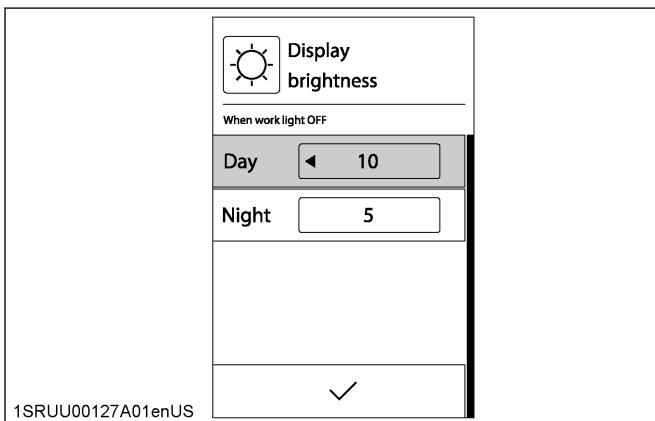 Display
brightness
When work light OFF
Day ◀ 10
Night 5
1SRUU00127A01enUS